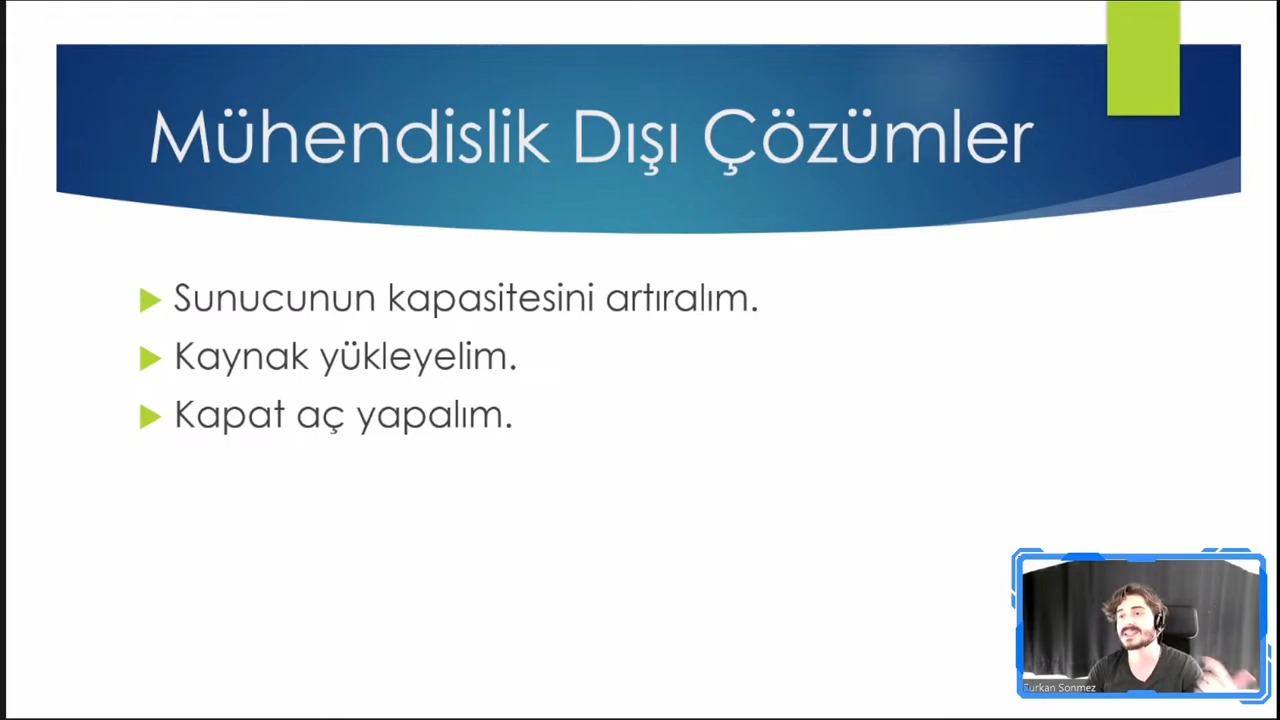 Mühendislik Dışı Çözümler
Sunucunun kapasitesini artıralım.
Kaynak yükleyelim.
Kapat aç yapalım.
Furkan Sonmez